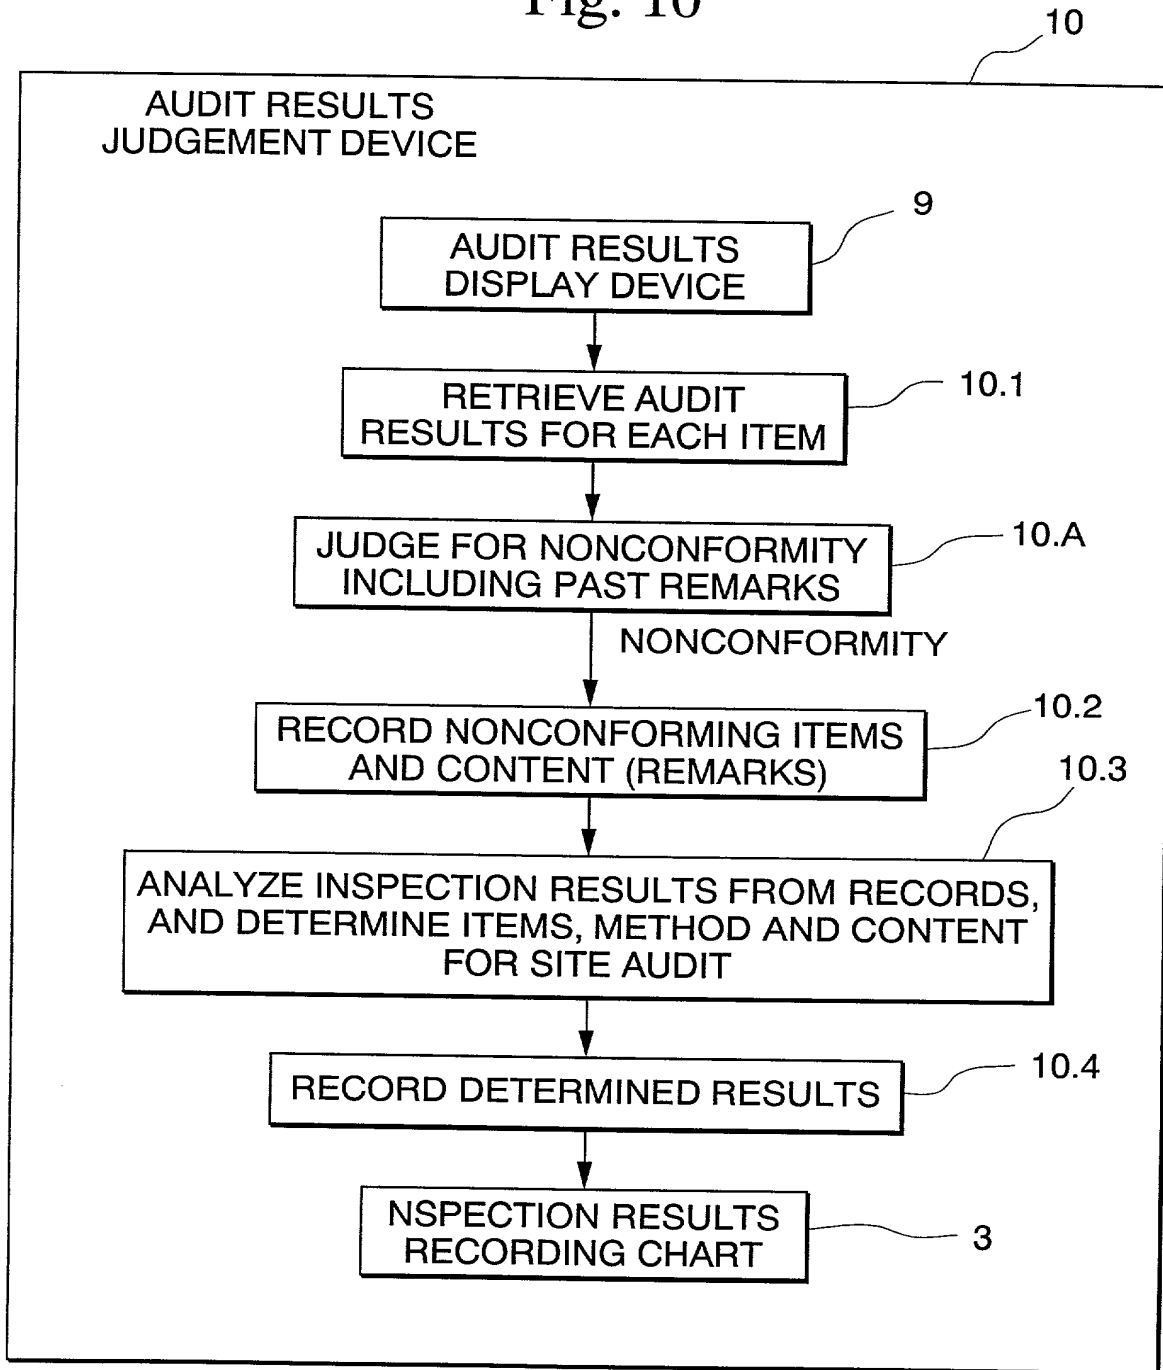 Fig. 10
10
AUDIT RESULTS
JUDGEMENT DEVICE
9
AUDIT RESULTS
DISPLAY DEVICE
10.1
RETRIEVE AUDIT
RESULTS FOR EACH ITEM
10.A
JUDGE FOR NONCONFORMITY
INCLUDING PAST REMARKS
NONCONFORMITY
10.2
RECORD NONCONFORMING ITEMS
AND CONTENT (REMARKS)
10.3
ANALYZE INSPECTION RESULTS FROM RECORDS,
AND DETERMINE ITEMS, METHOD AND CONTENT
FOR SITE AUDIT
10.4
RECORD DETERMINED RESULTS
NSPECTION RESULTS
RECORDING CHART
3